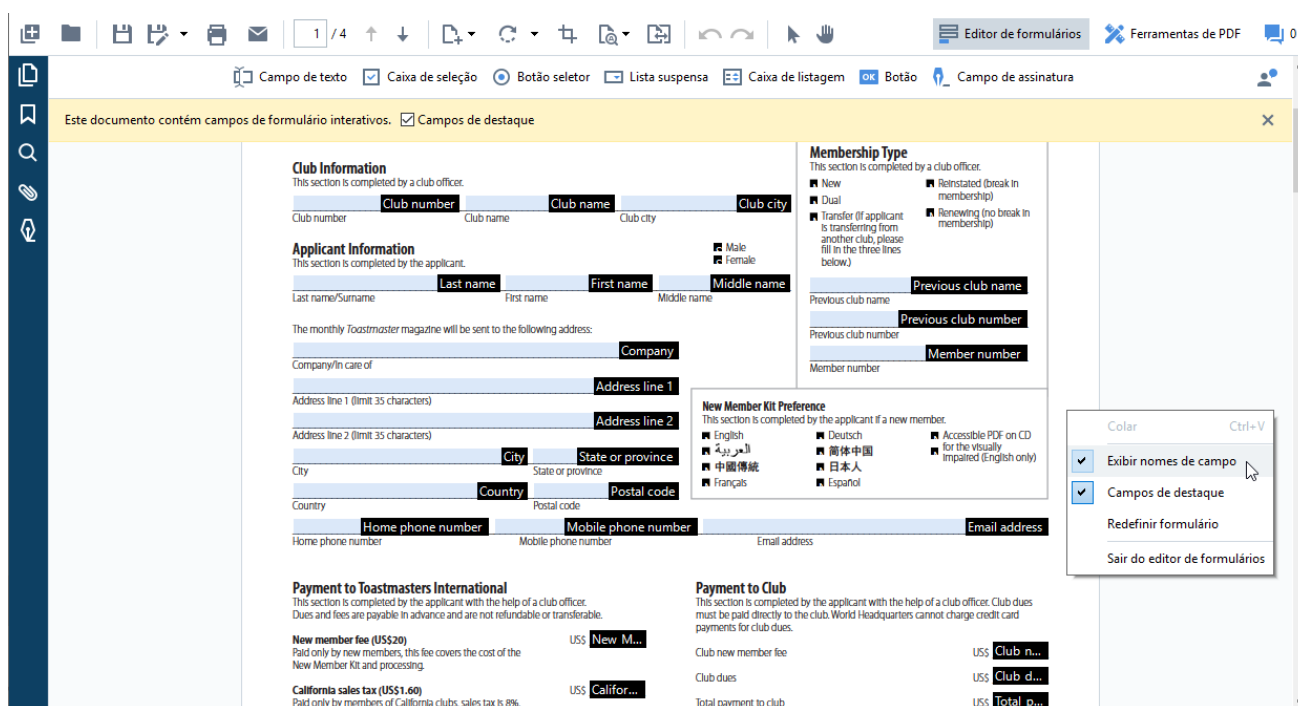 1 / 4
Editor de formulários
Ferramentas de PDF
0
Campo de texto
Caixa de seleção
Botão seletor
Lista suspensa
Caixa de listagem
OK Botão
Campo de assinatura
Este documento contém campos de formulário interativos. Campos de destaque
Club Information
This section is completed by a club officer.
Club number Club name Club city
Club number Club name Club city
Applicant Information
This section is completed by the applicant.
Male
Female
Last name First name Middle name
Last name/Surname First name Middle name
The monthly Toastmaster magazine will be sent to the following address:
Company
Company/In care of
Address line 1
Address line 1 (limit 35 characters)
Address line 2
Address line 2 (limit 35 characters)
City State or province
City State or province
Country Postal code
Country Postal code
Home phone number Mobile phone number Email address
Home phone number Mobile phone number Email address
Membership Type
This section is completed by a club officer.
New
Dual
Transfer (If applicant
is transferring from
another club, please
fill in the three lines
below.)
Reinstated (break in
membership)
Renewing (no break in
membership)
Previous club name
Previous club name
Previous club number
Previous club number
Member number
Member number
New Member Kit Preference
This section is completed by the applicant if a new member.
English
العربية
中國傳統
Français
Deutsch
简体中国
日本人
Español
Accessible PDF on CD
for the visually
impaired (English only)
Colar Ctrl+V
Exibir nomes de campo
Campos de destaque
Redefinir formulário
Sair do editor de formulários
Payment to Toastmasters International
This section is completed by the applicant with the help of a club officer.
Dues and fees are payable in advance and are not refundable or transferable.
New member fee (US$20) US$ New M...
Paid only by new members, this fee covers the cost of the
New Member Kit and processing.
California sales tax (US$1.60) US$ Califor...
Paid only by members of California clubs, sales tax is 8%.
Payment to Club
This section is completed by the applicant with the help of a club officer. Club dues
must be paid directly to the club. World Headquarters cannot charge credit card
payments for club dues.
Club new member fee US$ Club n...
Club dues US$ Club d...
Total payment to club US$ Total p...